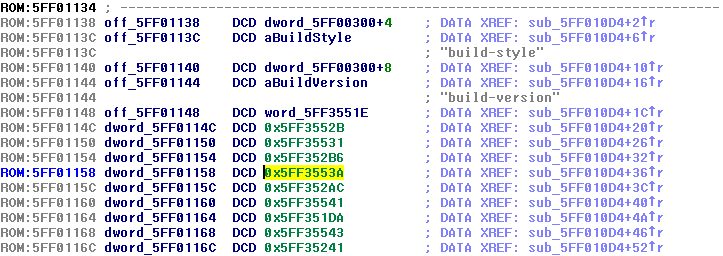 ROM:5FF01134 ; ---------------------------------------------------------------------------
ROM:5FF01138 off_5FF01138 DCD dword_5FF00300+4 ; DATA XREF: sub_5FF010D4+2↑r
ROM:5FF0113C off_5FF0113C DCD aBuildStyle ; DATA XREF: sub_5FF010D4+6↑r
ROM:5FF0113C ; "build-style"
ROM:5FF01140 off_5FF01140 DCD dword_5FF00300+8 ; DATA XREF: sub_5FF010D4+10↑r
ROM:5FF01144 off_5FF01144 DCD aBuildVersion ; DATA XREF: sub_5FF010D4+16↑r
ROM:5FF01144 ; "build-version"
ROM:5FF01148 off_5FF01148 DCD word_5FF3551E ; DATA XREF: sub_5FF010D4+1C↑r
ROM:5FF0114C dword_5FF0114C DCD 0x5FF3552B ; DATA XREF: sub_5FF010D4+20↑r
ROM:5FF01150 dword_5FF01150 DCD 0x5FF35531 ; DATA XREF: sub_5FF010D4+26↑r
ROM:5FF01154 dword_5FF01154 DCD 0x5FF352B6 ; DATA XREF: sub_5FF010D4+32↑r
ROM:5FF01158 dword_5FF01158 DCD 0x5FF3553A ; DATA XREF: sub_5FF010D4+36↑r
ROM:5FF0115C dword_5FF0115C DCD 0x5FF352AC ; DATA XREF: sub_5FF010D4+3C↑r
ROM:5FF01160 dword_5FF01160 DCD 0x5FF35541 ; DATA XREF: sub_5FF010D4+40↑r
ROM:5FF01164 dword_5FF01164 DCD 0x5FF351DA ; DATA XREF: sub_5FF010D4+4A↑r
ROM:5FF01168 dword_5FF01168 DCD 0x5FF35543 ; DATA XREF: sub_5FF010D4+46↑r
ROM:5FF0116C dword_5FF0116C DCD 0x5FF35241 ; DATA XREF: sub_5FF010D4+52↑r